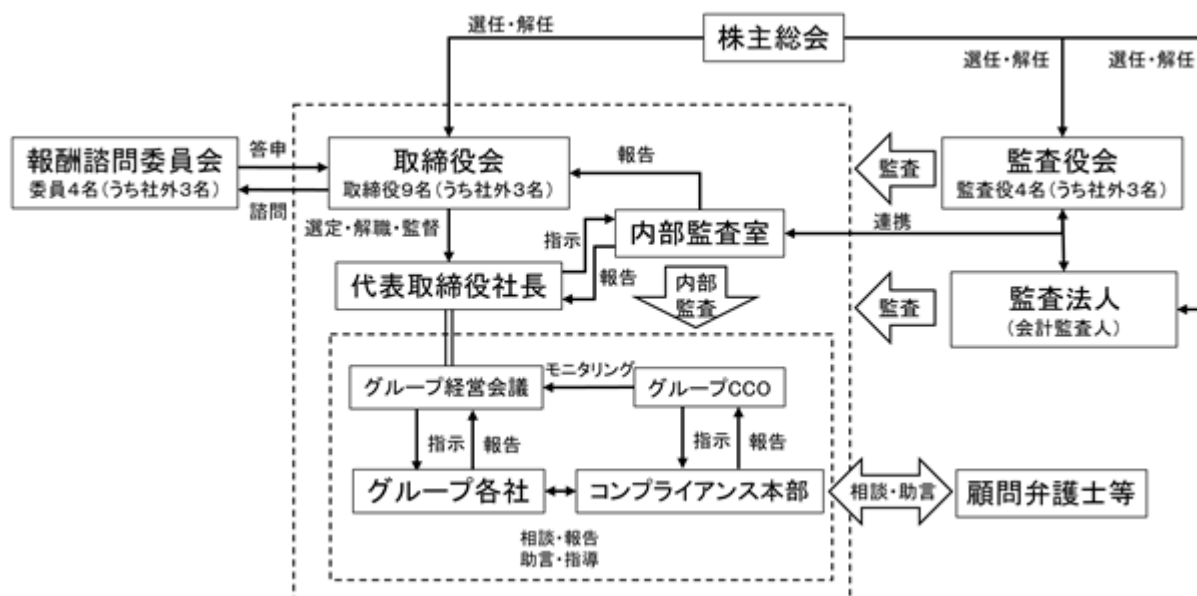 株主総会
選任・解任
選任・解任
選任・解任
報酬諮問委員会
委員4名(うち社外3名)
答申
諮問
取締役会
取締役9名(うち社外3名)
報告
監査
監査役会
監査役4名(うち社外3名)
選定・解職・監督
指示
内部監査室
連携
報告
代表取締役社長
内部
監査
監査
監査法人
(会計監査人)
グループ経営会議
モニタリング
グループCCO
指示
報告
指示
報告
グループ各社
コンプライアンス本部
相談・助言
顧問弁護士等
相談・報告
助言・指導